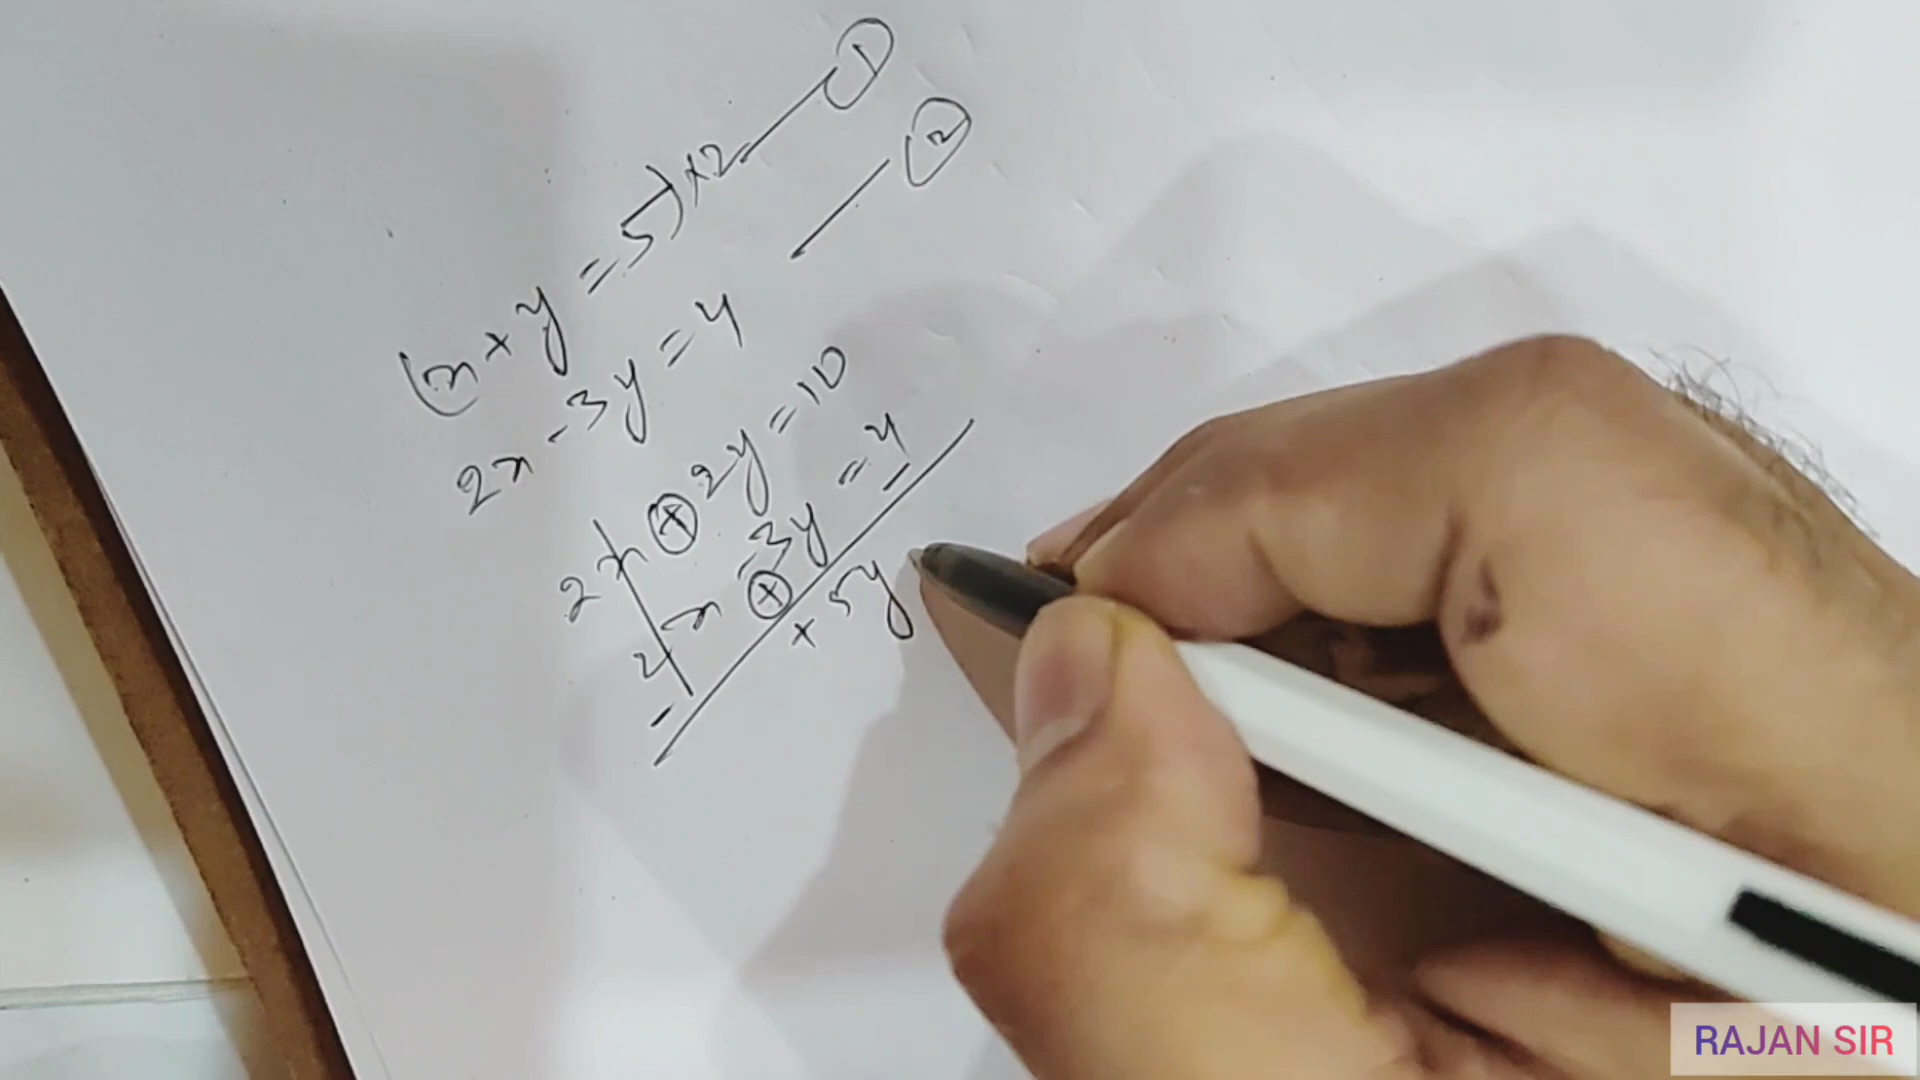 (x + y = 5) × 2 —— ①
2x - 3y = 4 —— ②
2x ⊕ 2y = 10
2x - 3y = 4
- ⊕ -
+ 5y
RAJAN SIR